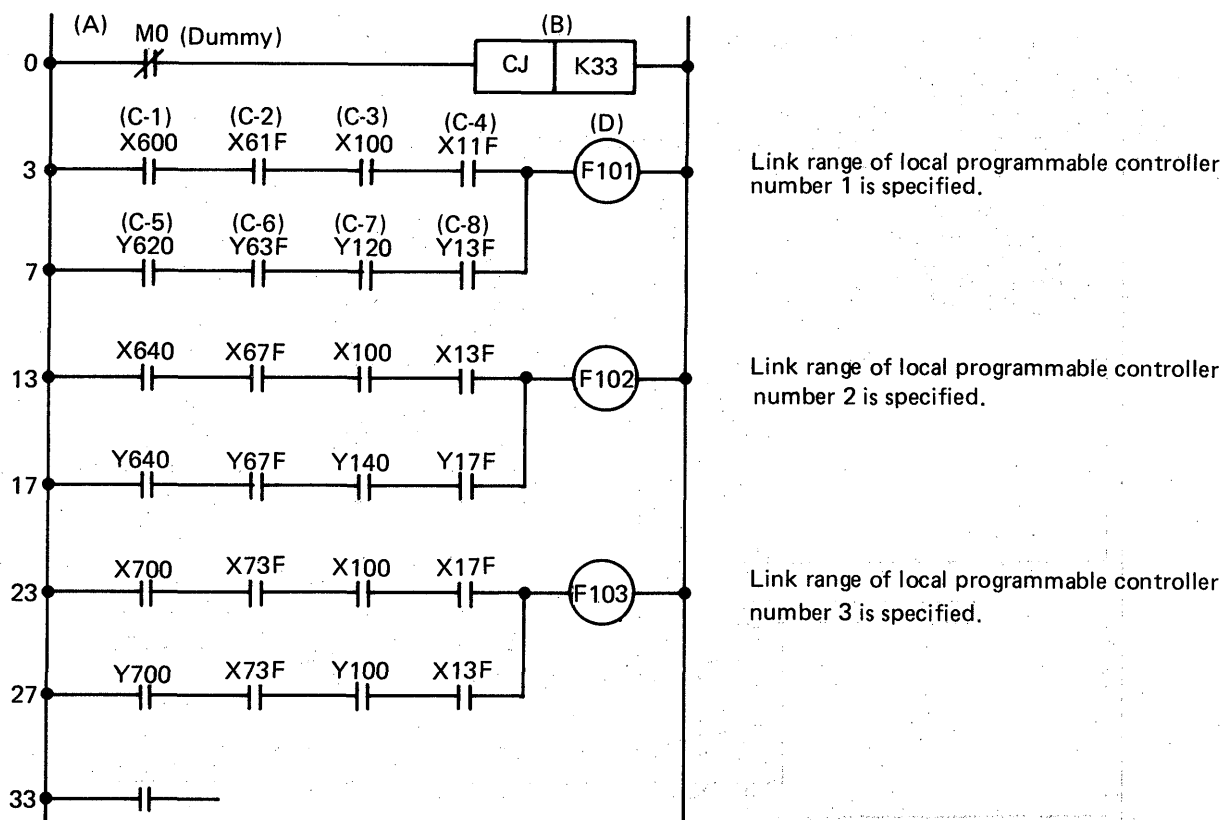 (A) M0 (Dummy) (B)
0 CJ K33
(C-1) (C-2) (C-3) (C-4) (D)
X600 X61F X100 X11F
3 F101
Link range of local programmable controller
number 1 is specified.
(C-5) (C-6) (C-7) (C-8)
Y620 Y63F Y120 Y13F
7
X640 X67F X100 X13F
13 F102
Link range of local programmable controller
number 2 is specified.
Y640 Y67F Y140 Y17F
17
X700 X73F X100 X17F
23 F103
Link range of local programmable controller
number 3 is specified.
Y700 X73F Y100 X13F
27
33